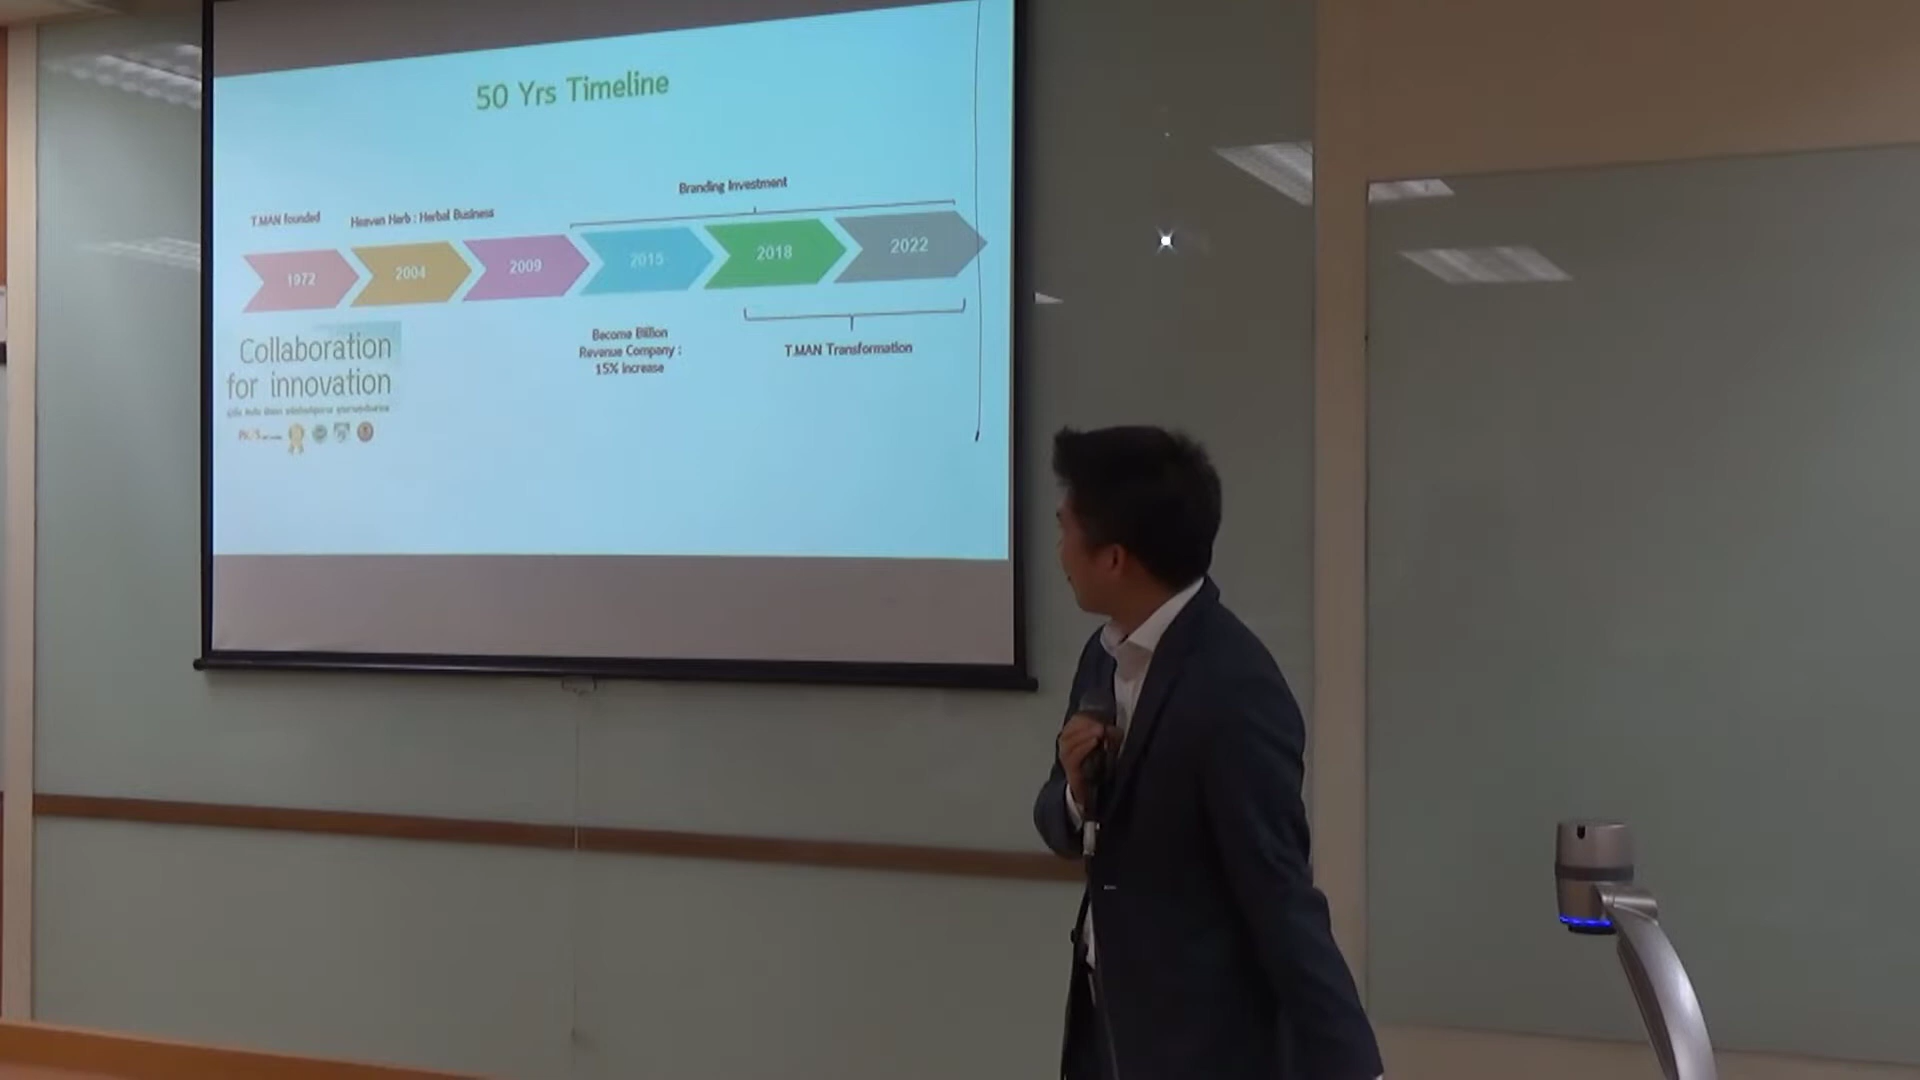 50 Yrs Timeline
Branding Investment
T.MAN founded
Heaven Herb : Herbal Business
1972
2004
2009
2015
2018
2022
Become Billion
Revenue Company :
15% Increase
T.MAN Transformation
Collaboration
for innovation